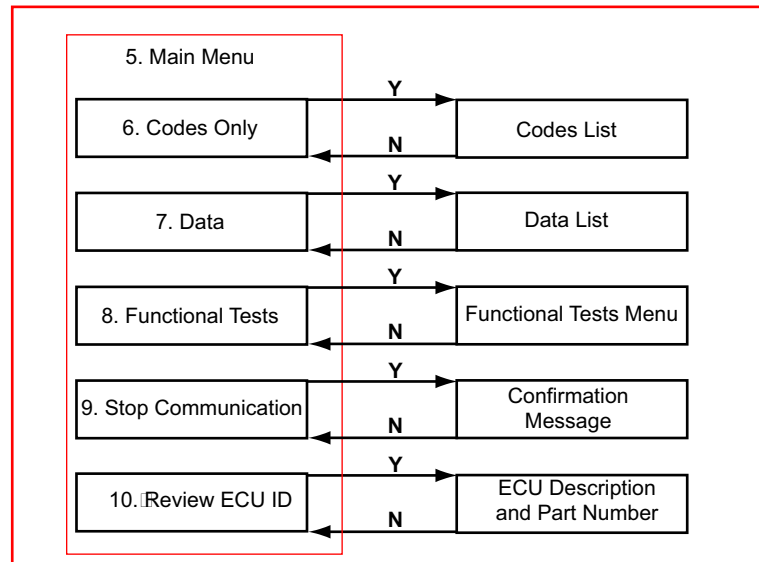 5. Main Menu
Y
6. Codes Only
Codes List
N
Y
7. Data
Data List
N
Y
8. Functional Tests
Functional Tests Menu
N
Y
9. Stop Communication
Confirmation
Message
N
Y
10. Review ECU ID
ECU Description
and Part Number
N